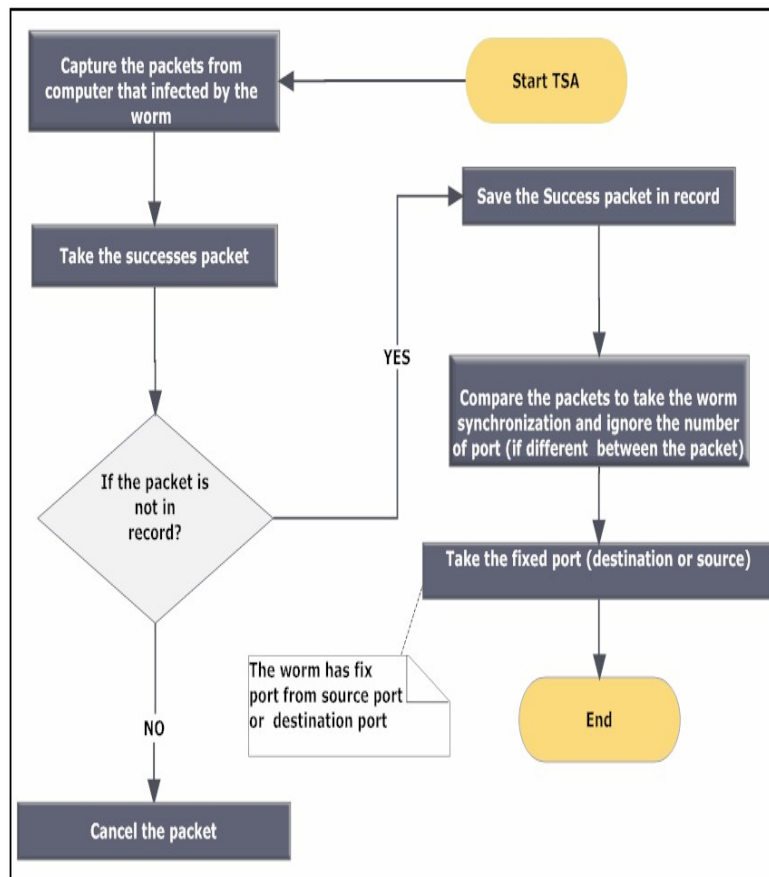 Start TSA
Capture the packets from
computer that infected by the
worm
Take the successes packet
If the packet is
not in
record?
YES
Save the Success packet in record
Compare the packets to take the worm
synchronization and ignore the number
of port (if different between the packet)
Take the fixed port (destination or source)
The worm has fix
port from source port
or destination port
End
NO
Cancel the packet